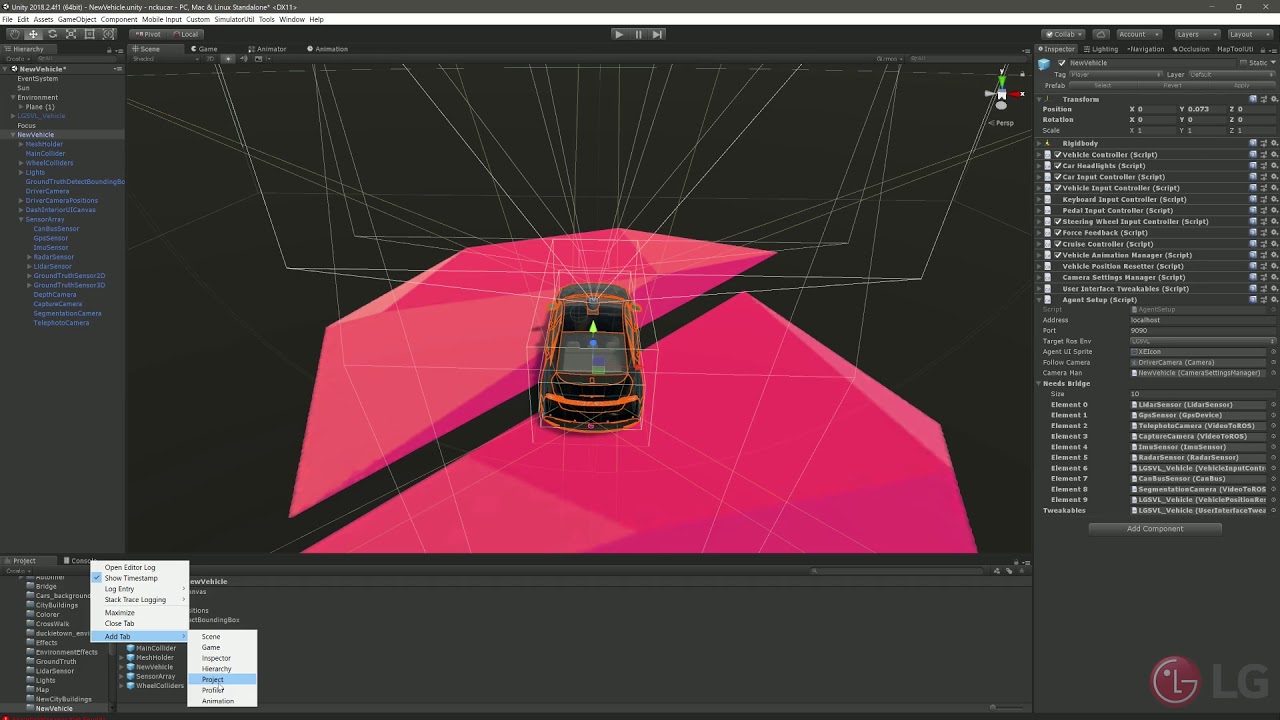 Unity 2018.2.4f1 (64bit) - NewVehicle.unity - nckucar - PC, Mac & Linux Standalone* <DX11>
File Edit Assets GameObject Component Mobile Input Custom SimulatorUtil Tools Window Help
Pivot Local
Collab Account Layers Layout
Hierarchy
Scene Game Animator Animation
Inspector Lighting Navigation Occlusion MapToolUti
Create
Shaded 2D
Gizmos
NewVehicle*
EventSystem
Sun
Environment
Plane (1)
LGSVL_Vehicle
Focus
NewVehicle
MeshHolder
MainCollider
WheelColliders
Lights
GroundTruthDetectBoundingBo
DriverCamera
DriverCameraPositions
DashInteriorUICanvas
SensorArray
CanBusSensor
GpsSensor
ImuSensor
RadarSensor
LidarSensor
GroundTruthSensor2D
GroundTruthSensor3D
DepthCamera
CaptureCamera
SegmentationCamera
TelephotoCamera
y
x
Persp
NewVehicle Static
Tag Player Layer Default
Prefab Select Revert Apply
Transform
Position X 0 Y 0.073 Z 0
Rotation X 0 Y 0 Z 0
Scale X 1 Y 1 Z 1
Rigidbody
Vehicle Controller (Script)
Car Headlights (Script)
Car Input Controller (Script)
Vehicle Input Controller (Script)
Keyboard Input Controller (Script)
Pedal Input Controller (Script)
Steering Wheel Input Controller (Script)
Force Feedback (Script)
Cruise Controller (Script)
Vehicle Animation Manager (Script)
Vehicle Position Resetter (Script)
Camera Settings Manager (Script)
User Interface Tweakables (Script)
Agent Setup (Script)
Script AgentSetup
Address localhost
Port 9090
Target Ros Env LGSVL
Agent UI Sprite XEIcon
Follow Camera DriverCamera (Camera)
Camera Man NewVehicle (CameraSettingsManager)
Needs Bridge
Size 10
Element 0 LidarSensor (LidarSensor)
Element 1 GpsSensor (GpsDevice)
Element 2 TelephotoCamera (VideoToROS)
Element 3 CaptureCamera (VideoToROS)
Element 4 ImuSensor (ImuSensor)
Element 5 RadarSensor (RadarSensor)
Element 6 LGSVL_Vehicle (VehicleInputContr
Element 7 CanBusSensor (CanBus)
Element 8 SegmentationCamera (VideoToROS
Element 9 LGSVL_Vehicle (VehiclePositionRes
Tweakables LGSVL_Vehicle (UserInterfaceTwea
Add Component
Project Console
Create
Bridge
Cars_background
CityBuildings
Colorer
CrossWalk
duckietown_envi
Effects
EnvironmentEffects
GroundTruth
LidarSensor
Lights
Map
NewCityBuildings
NewVehicle
Open Editor Log
Show Timestamp
Log Entry
Stack Trace Logging
Maximize
Close Tab
Add Tab
Scene
Game
Inspector
Hierarchy
Project
Profiler
Animation
ewVehicle
anvas
sitions
ectBoundingBox
MainCollider
MeshHolder
NewVehicle
SensorArray
WheelColliders
LG